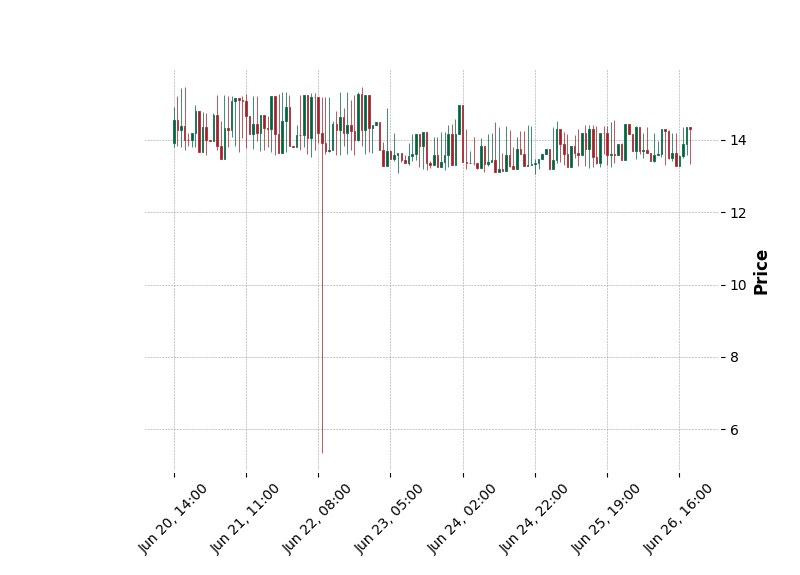 14
12
10
8
6
Price
Jun 20, 14:00
Jun 21, 11:00
Jun 22, 08:00
Jun 23, 05:00
Jun 24, 02:00
Jun 24, 22:00
Jun 25, 19:00
Jun 26, 16:00